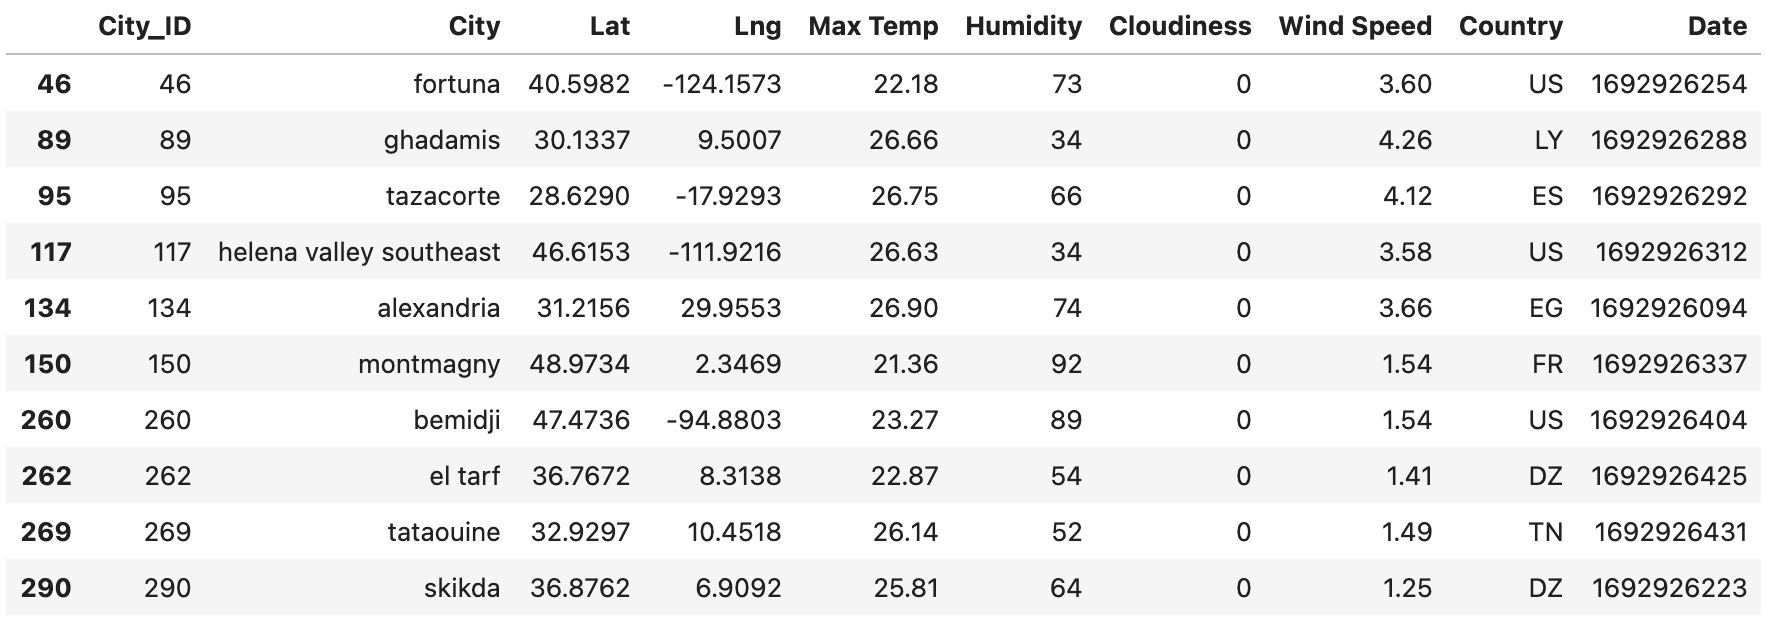 City_ID City Lat Lng Max Temp Humidity Cloudiness Wind Speed Country Date
46 46 fortuna 40.5982 -124.1573 22.18 73 0 3.60 US 1692926254
89 89 ghadamis 30.1337 9.5007 26.66 34 0 4.26 LY 1692926288
95 95 tazacorte 28.6290 -17.9293 26.75 66 0 4.12 ES 1692926292
117 117 helena valley southeast 46.6153 -111.9216 26.63 34 0 3.58 US 1692926312
134 134 alexandria 31.2156 29.9553 26.90 74 0 3.66 EG 1692926094
150 150 montmagny 48.9734 2.3469 21.36 92 0 1.54 FR 1692926337
260 260 bemidji 47.4736 -94.8803 23.27 89 0 1.54 US 1692926404
262 262 el tarf 36.7672 8.3138 22.87 54 0 1.41 DZ 1692926425
269 269 tataouine 32.9297 10.4518 26.14 52 0 1.49 TN 1692926431
290 290 skikda 36.8762 6.9092 25.81 64 0 1.25 DZ 1692926223